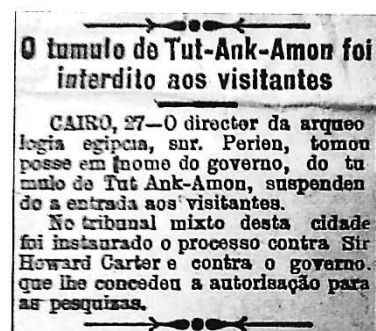 O tumulo de Tut-Ank-Amon foi
interdito aos visitantes
CAIRO, 27—O director da arqueo
logia egipcia, snr. Perlen, tomou
posse em nome do governo, do tu
mulo de Tut Ank-Amon, suspenden
do a entrada aos visitantes.
No tribunal mixto desta cidade
foi instaurado o processo contra Sir
Howard Carter e contra o governo.
que lhe concedeu a autorisação para
as pesquizas.